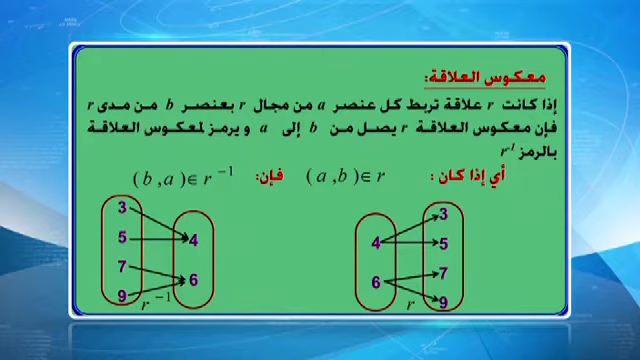 معكوس العلاقة:
إذا كانت r علاقة تربط كل عنصر a من مجال r بعنصر b من مدى r
فإن معكوس العلاقة r يصل من b إلى a و يرمز لمعكوس العلاقة
بالرمز r⁻¹
أي إذا كان : (a ,b )∈ r فإن: (b ,a )∈ r ⁻¹
4 6 3 5 7 9 r
3 5 7 9 4 6 r ⁻¹